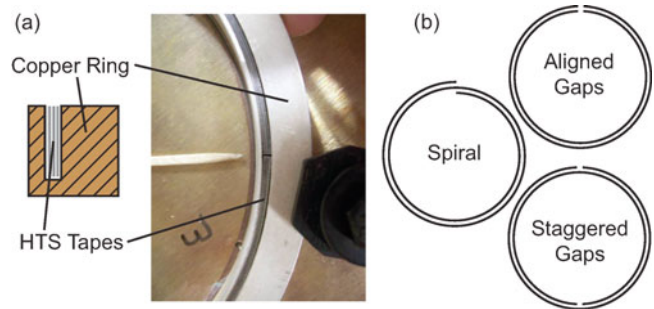 (a)
Copper Ring
HTS Tapes
(b)
Aligned
Gaps
Spiral
Staggered
Gaps